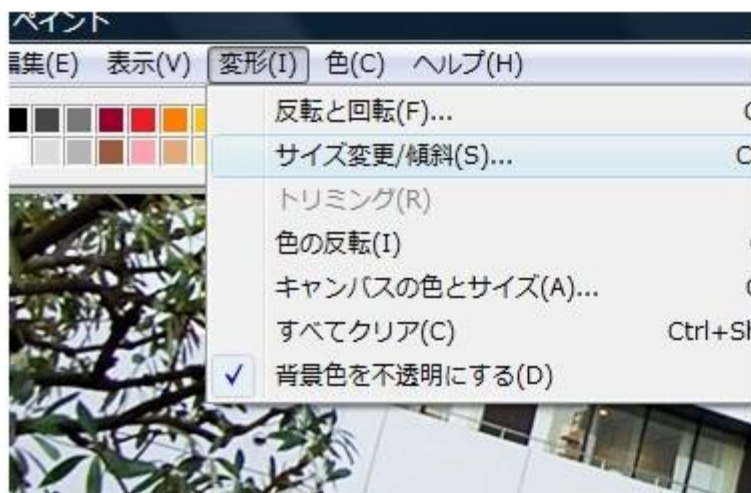 ペイント
編集(E) 表示(V) 変形(I) 色(C) ヘルプ(H)
反転と回転(F)...
サイズ変更/傾斜(S)...
トリミング(R)
色の反転(I)
キャンバスの色とサイズ(A)...
すべてクリア(C) Ctrl+Sh
背景色を不透明にする(D)